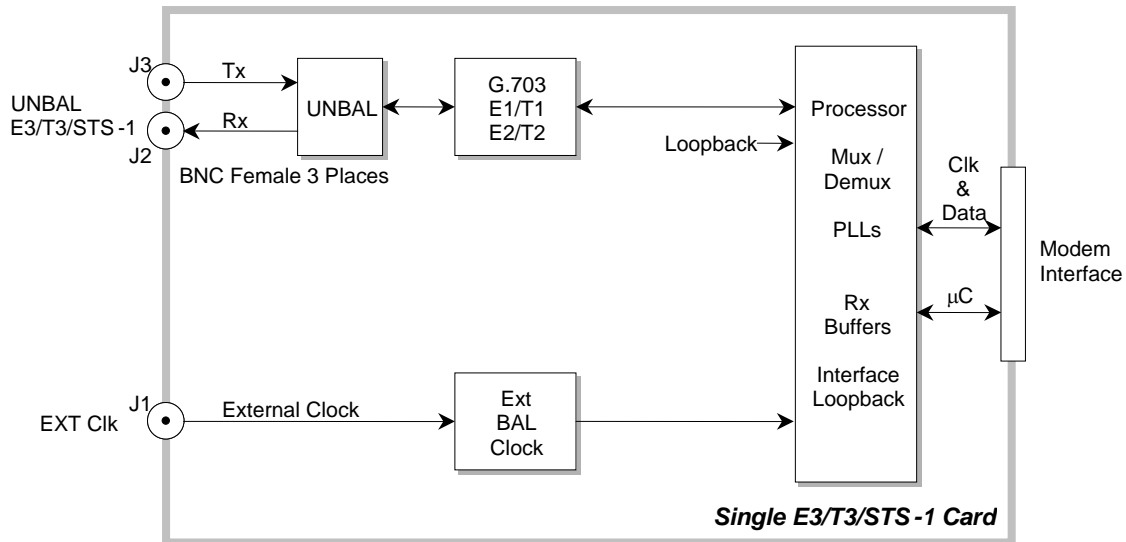 J3
Tx
UNBAL
E3/T3/STS-1
Rx
J2
UNBAL
BNC Female 3 Places
G.703
E1/T1
E2/T2
Loopback
Processor
Mux /
Demux
PLLs
Rx
Buffers
Interface
Loopback
Clk
&
Data
μC
Modem
Interface
J1
EXT Clk
External Clock
Ext
BAL
Clock
Single E3/T3/STS-1 Card